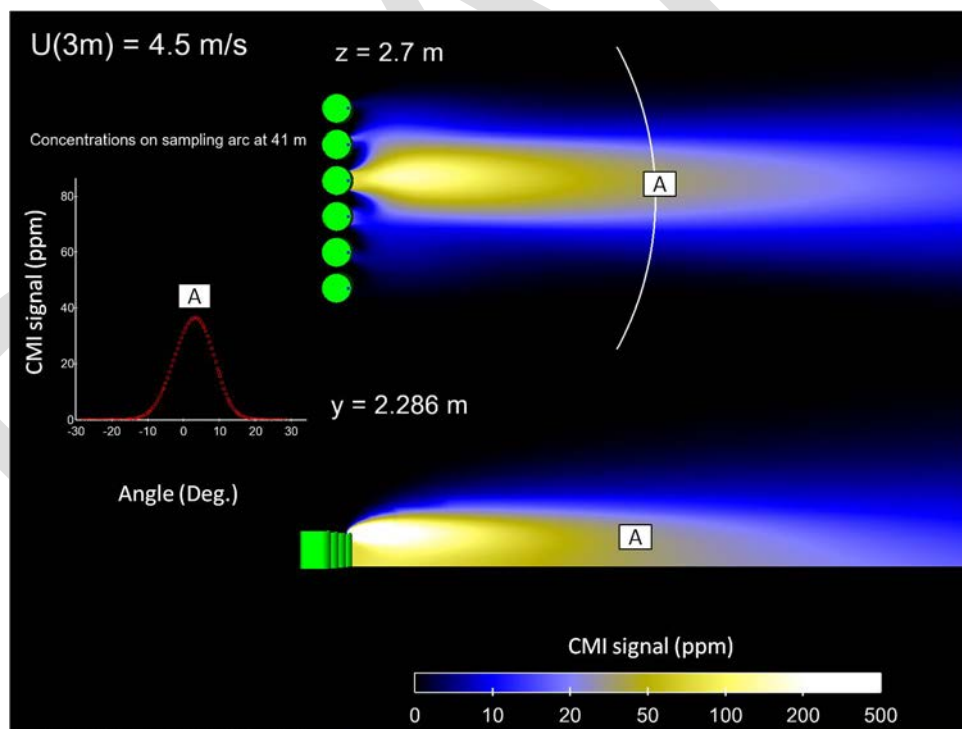 U(3m) = 4.5 m/s
z = 2.7 m
Concentrations on sampling arc at 41 m
CMI signal (ppm)
80
60
40
20
0
A
-30 -20 -10 0 10 20 30
Angle (Deg.)
A
y = 2.286 m
A
CMI signal (ppm)
0 10 20 50 100 200 500